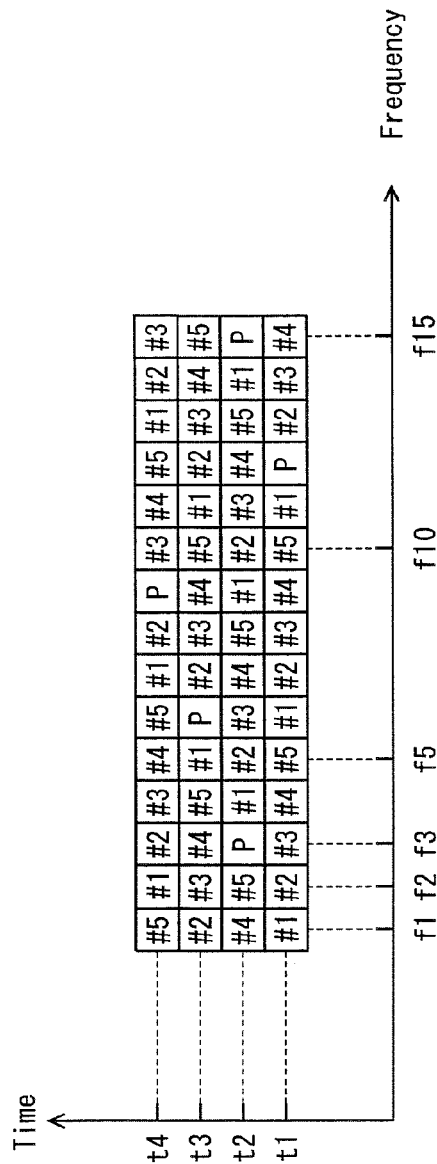 Time
t4 #5 #1 #2 #3 #4 #5 #1 #2 P #3 #4 #5 #1 #2 #3
t3 #2 #3 #4 #5 #1 P #2 #3 #4 #5 #1 #2 #3 #4 #5
t2 #4 #5 P #1 #2 #3 #4 #5 #1 #2 #3 #4 #5 #1 P
t1 #1 #2 #3 #4 #5 #1 #2 #3 #4 #5 #1 P #2 #3 #4
f1 f2 f3 f5 f10 f15
Frequency